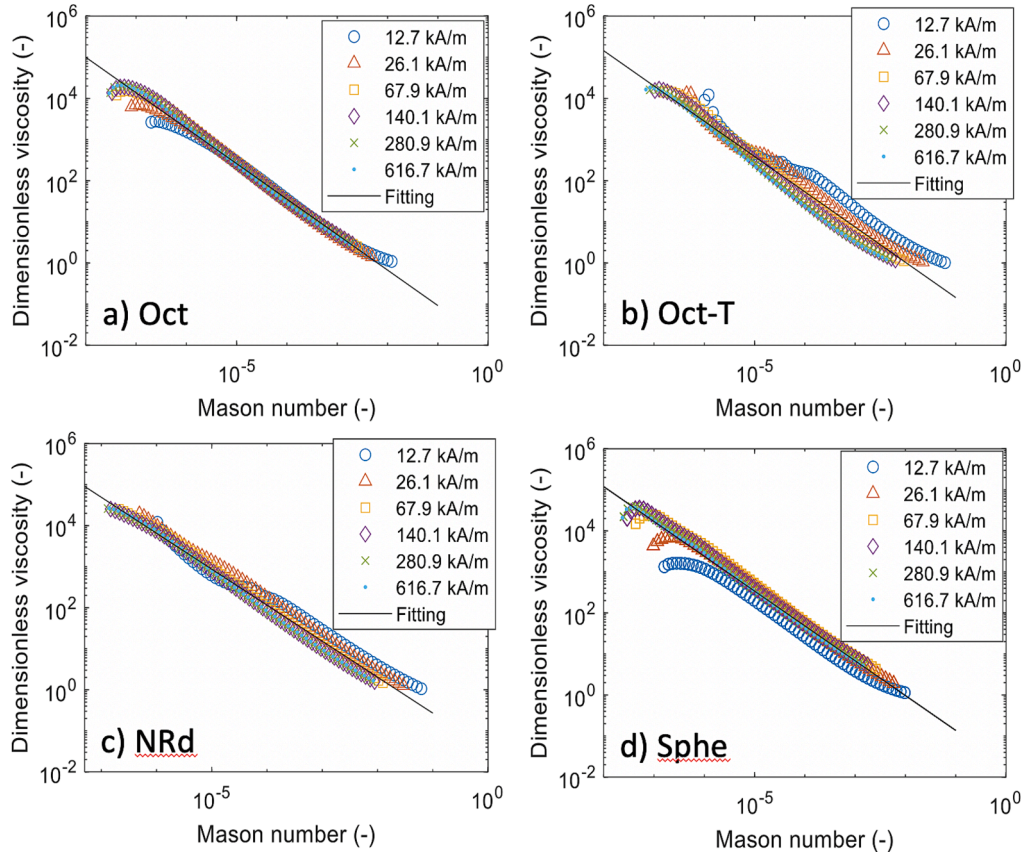 Dimensionless viscosity (-)
10^6
10^4
10^2
10^0
10^-2
12.7 kA/m
26.1 kA/m
67.9 kA/m
140.1 kA/m
280.9 kA/m
616.7 kA/m
Fitting
a) Oct
10^-5
10^0
Mason number (-)
Dimensionless viscosity (-)
10^6
10^4
10^2
10^0
10^-2
12.7 kA/m
26.1 kA/m
67.9 kA/m
140.1 kA/m
280.9 kA/m
616.7 kA/m
Fitting
b) Oct-T
10^-5
10^0
Mason number (-)
Dimensionless viscosity (-)
10^6
10^4
10^2
10^0
10^-2
12.7 kA/m
26.1 kA/m
67.9 kA/m
140.1 kA/m
280.9 kA/m
616.7 kA/m
Fitting
c) NRd
10^-5
10^0
Mason number (-)
Dimensionless viscosity (-)
10^6
10^4
10^2
10^0
10^-2
12.7 kA/m
26.1 kA/m
67.9 kA/m
140.1 kA/m
280.9 kA/m
616.7 kA/m
Fitting
d) Sphe
10^-5
10^0
Mason number (-)